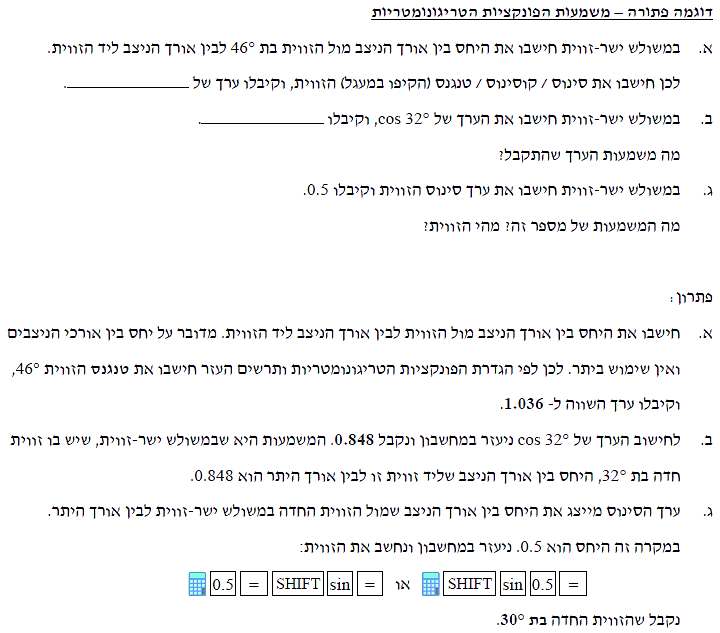 דוגמה פתורה – משמעות הפונקציות הטריגונומטריות
א. במשולש ישר-זווית חישבו את היחס בין אורך הניצב מול הזווית בת 46° לבין אורך הניצב ליד הזווית.
לכן חישבו את סינוס / קוסינוס / טנגנס (הקיפו במעגל) הזווית, וקיבלו ערך של ________________.
ב. במשולש ישר-זווית חישבו את הערך של cos 32°, וקיבלו ________________.
מה משמעות הערך שהתקבל?
ג. במשולש ישר-זווית חישבו את ערך סינוס הזווית וקיבלו 0.5.
מה המשמעות של מספר זה? מהי הזווית?
פתרון:
א. חישבו את היחס בין אורך הניצב מול הזווית לבין אורך הניצב ליד הזווית. מדובר על יחס בין אורכי הניצבים
ואין שימוש ביתר. לכן לפי הגדרת הפונקציות הטריגונומטריות ותרשים העזר חישבו את טנגנס הזווית 46°,
וקיבלו ערך השווה ל- 1.036.
ב. לחישוב הערך של cos 32° ניעזר במחשבון ונקבל 0.848. המשמעות היא שבמשולש ישר-זווית, שיש בו זווית
חדה בת 32°, היחס בין אורך הניצב שליד זווית זו לבין אורך היתר הוא 0.848.
ג. ערך הסינוס מייצג את היחס בין אורך הניצב שמול הזווית החדה במשולש ישר-זווית לבין אורך היתר.
במקרה זה היחס הוא 0.5. ניעזר במחשבון ונחשב את הזווית:
0.5 = SHIFT sin = או SHIFT sin 0.5 =
נקבל שהזווית החדה בת 30°.